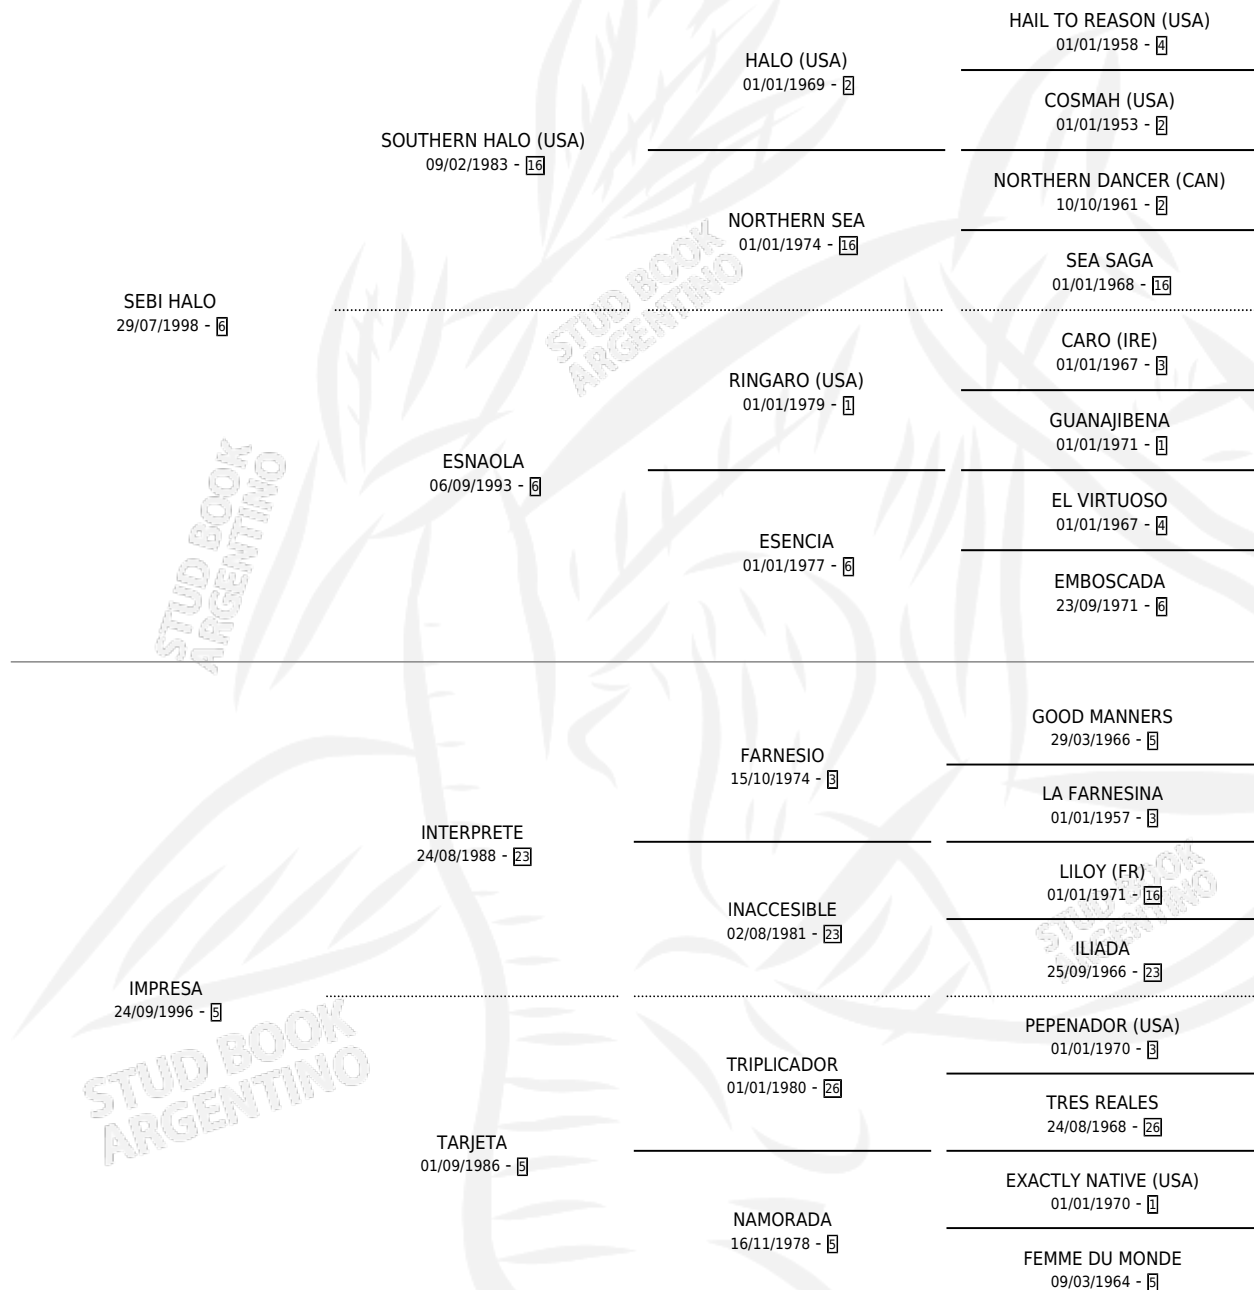 HAIL TO REASON (USA)
01/01/1958 - 4
HALO (USA)
01/01/1969 - 2
COSMAH (USA)
01/01/1953 - 2
SOUTHERN HALO (USA)
09/02/1983 - 16
NORTHERN DANCER (CAN)
10/10/1961 - 2
NORTHERN SEA
01/01/1974 - 16
SEA SAGA
01/01/1968 - 16
SEBI HALO
29/07/1998 - 6
CARO (IRE)
01/01/1967 - 3
RINGARO (USA)
01/01/1979 - 1
GUANAJIBENA
01/01/1971 - 1
ESNAOLA
06/09/1993 - 6
EL VIRTUOSO
01/01/1967 - 4
ESENCIA
01/01/1977 - 6
EMBOSCADA
23/09/1971 - 6
GOOD MANNERS
29/03/1966 - 5
FARNESIO
15/10/1974 - 3
LA FARNESINA
01/01/1957 - 3
INTERPRETE
24/08/1988 - 23
LILOY (FR)
01/01/1971 - 16
INACCESIBLE
02/08/1981 - 23
ILIADA
25/09/1966 - 23
IMPRESA
24/09/1996 - 5
PEPENADOR (USA)
01/01/1970 - 3
TRIPLICADOR
01/01/1980 - 26
TRES REALES
24/08/1968 - 26
TARJETA
01/09/1986 - 5
EXACTLY NATIVE (USA)
01/01/1970 - 1
NAMORADA
16/11/1978 - 5
FEMME DU MONDE
09/03/1964 - 5
STUD BOOK
ARGENTINO
STUD BOOK
ARGENTINO
STUD BOOK
ARGENTINO
STUD BOOK
ARGENTINO